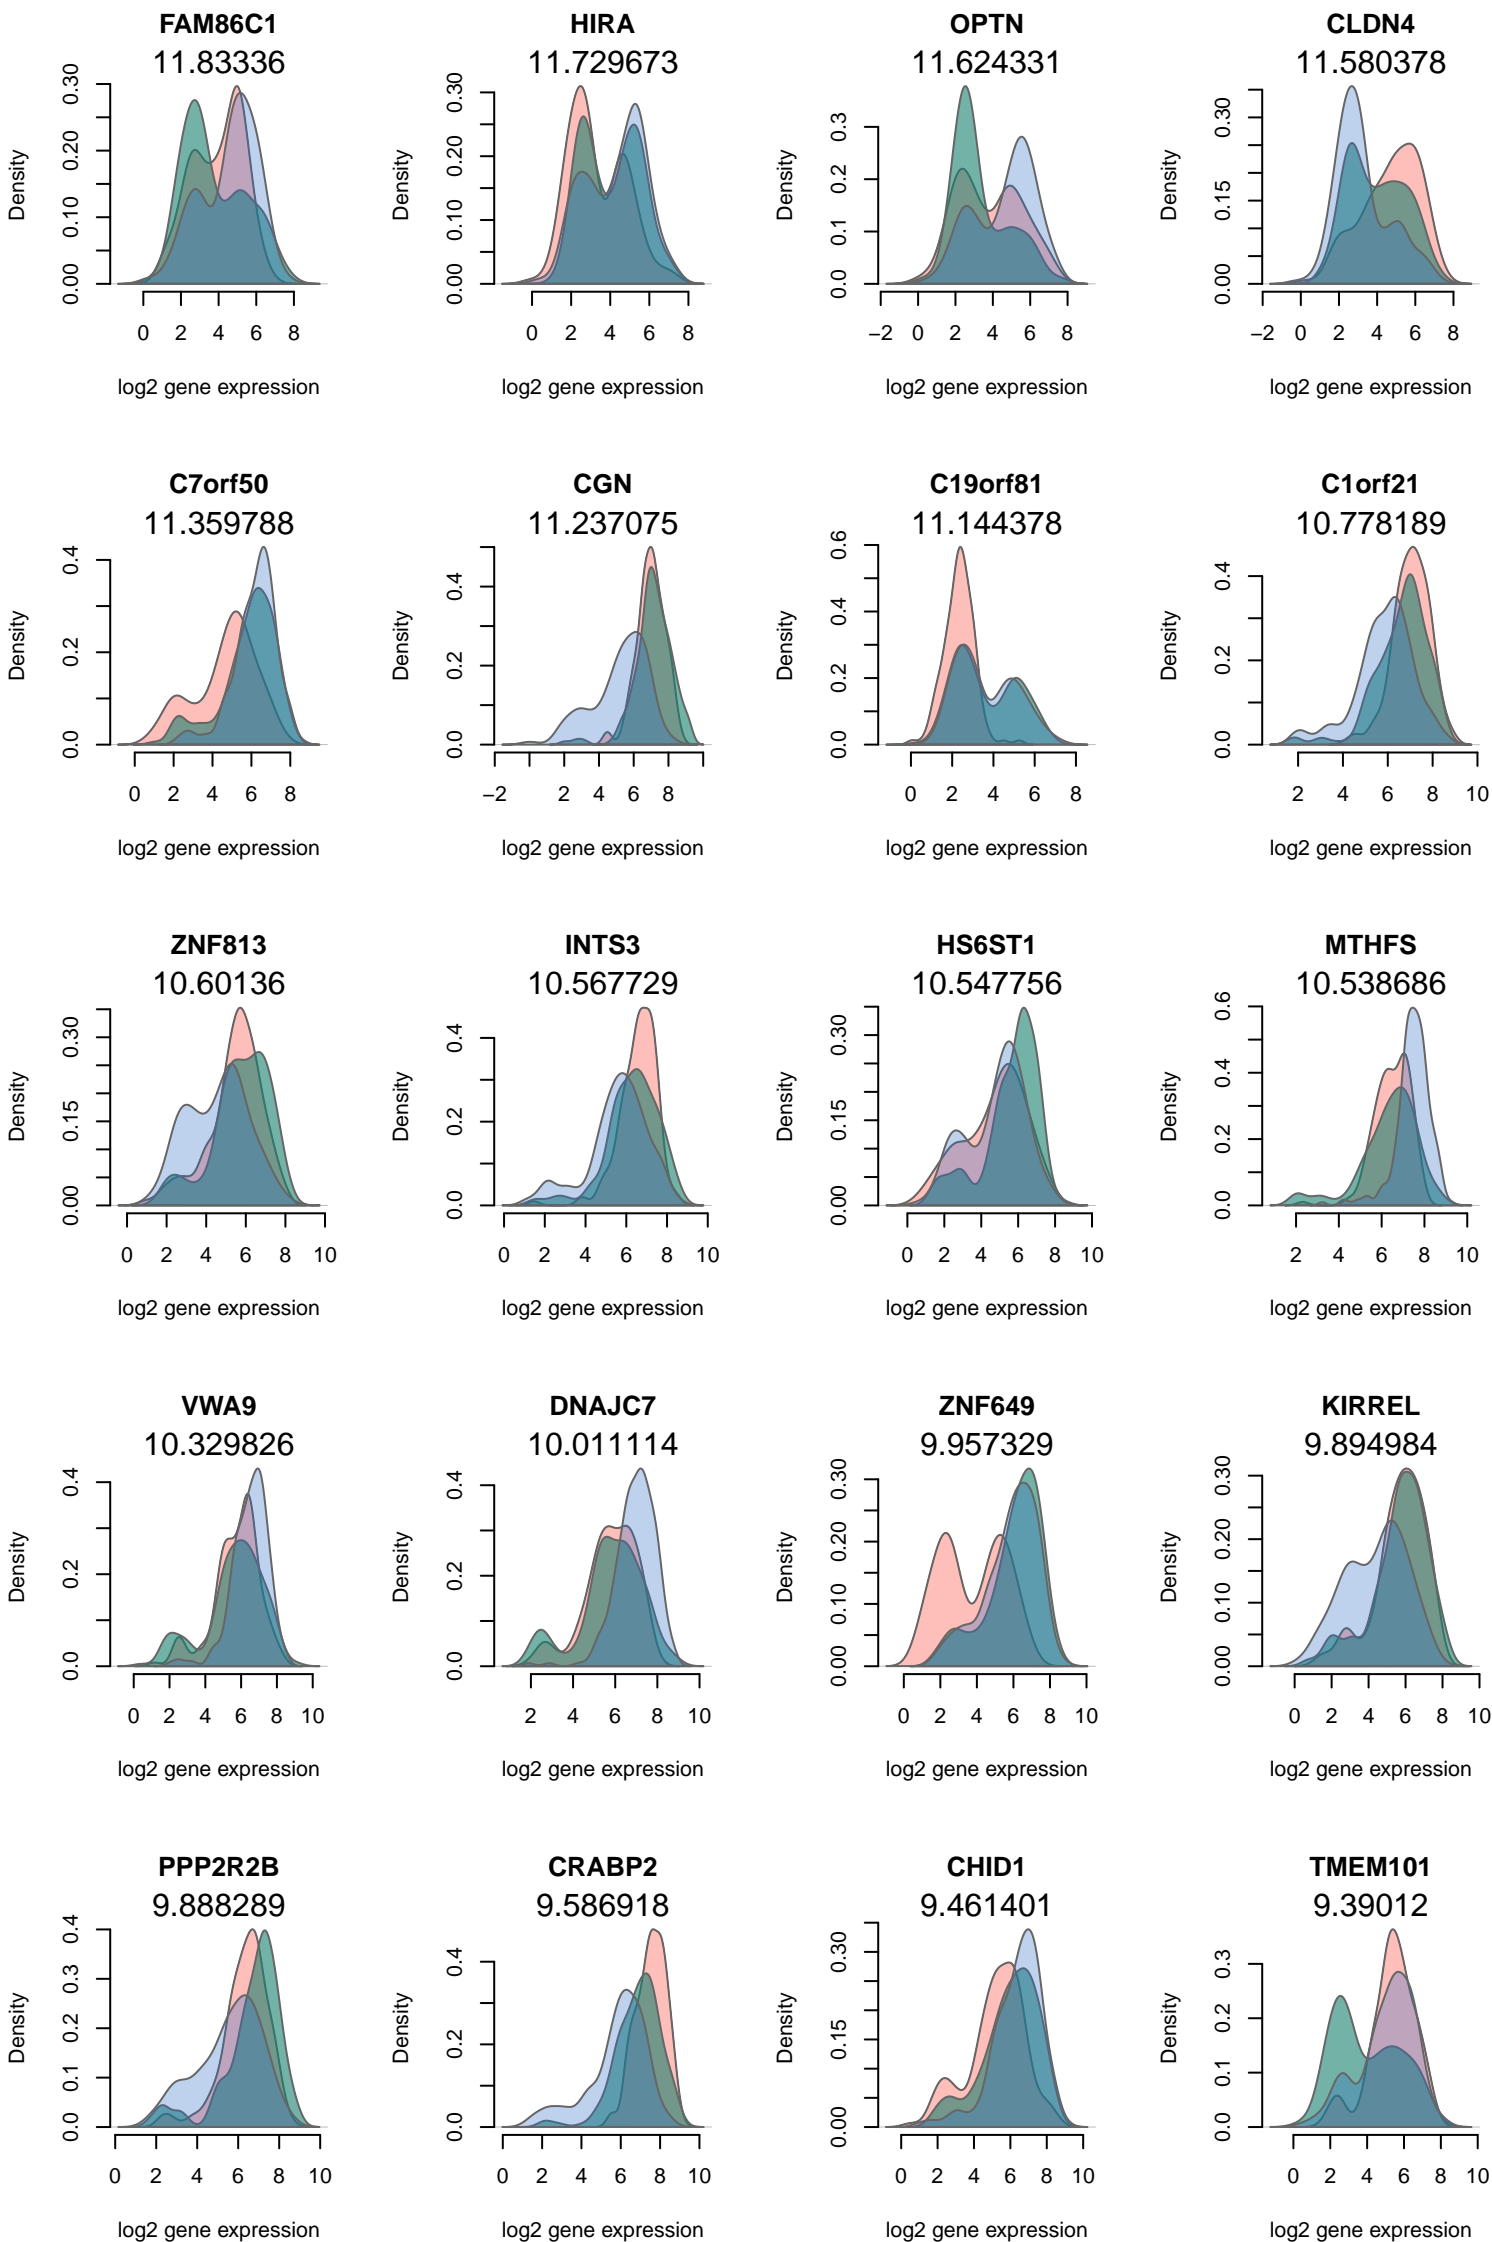 FAM86C1
11.83336
Density
0.00 0.10 0.20 0.30
0 2 4 6 8
log2 gene expression
HIRA
11.729673
Density
0.00 0.10 0.20 0.30
0 2 4 6 8
log2 gene expression
OPTN
11.624331
Density
0.0 0.1 0.2 0.3
−2 0 2 4 6 8
log2 gene expression
CLDN4
11.580378
Density
0.00 0.15 0.30
−2 0 2 4 6 8
log2 gene expression
C7orf50
11.359788
Density
0.0 0.2 0.4
0 2 4 6 8
log2 gene expression
CGN
11.237075
Density
0.0 0.2 0.4
−2 2 4 6 8
log2 gene expression
C19orf81
11.144378
Density
0.0 0.2 0.4 0.6
0 2 4 6 8
log2 gene expression
C1orf21
10.778189
Density
0.0 0.2 0.4
2 4 6 8 10
log2 gene expression
ZNF813
10.60136
Density
0.00 0.15 0.30
0 2 4 6 8 10
log2 gene expression
INTS3
10.567729
Density
0.0 0.2 0.4
0 2 4 6 8 10
log2 gene expression
HS6ST1
10.547756
Density
0.00 0.15 0.30
0 2 4 6 8 10
log2 gene expression
MTHFS
10.538686
Density
0.0 0.2 0.4 0.6
2 4 6 8 10
log2 gene expression
VWA9
10.329826
Density
0.0 0.2 0.4
0 2 4 6 8 10
log2 gene expression
DNAJC7
10.011114
Density
0.0 0.2 0.4
2 4 6 8 10
log2 gene expression
ZNF649
9.957329
Density
0.00 0.10 0.20 0.30
0 2 4 6 8 10
log2 gene expression
KIRREL
9.894984
Density
0.00 0.10 0.20 0.30
0 2 4 6 8 10
log2 gene expression
PPP2R2B
9.888289
Density
0.0 0.1 0.2 0.3 0.4
0 2 4 6 8 10
log2 gene expression
CRABP2
9.586918
Density
0.0 0.2 0.4
0 2 4 6 8 10
log2 gene expression
CHID1
9.461401
Density
0.00 0.15 0.30
0 2 4 6 8 10
log2 gene expression
TMEM101
9.39012
Density
0.0 0.1 0.2 0.3
0 2 4 6 8 10
log2 gene expression